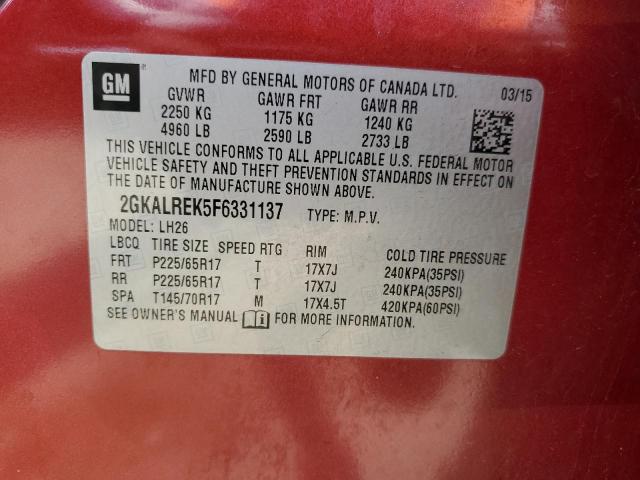 GM
MFD BY GENERAL MOTORS OF CANADA LTD.
03/15
GVWR GAWR FRT GAWR RR
2250 KG 1175 KG 1240 KG
4960 LB 2590 LB 2733 LB
THIS VEHICLE CONFORMS TO ALL APPLICABLE U.S. FEDERAL MOTOR
VEHICLE SAFETY AND THEFT PREVENTION STANDARDS IN EFFECT ON
THE DATE OF MANUFACTURE SHOWN ABOVE.
2GKALREK5F6331137 TYPE: M.P.V.
MODEL: LH26
LBCQ TIRE SIZE SPEED RTG RIM COLD TIRE PRESSURE
FRT P225/65R17 T 17X7J 240KPA(35PSI)
RR P225/65R17 T 17X7J 240KPA(35PSI)
SPA T145/70R17 M 17X4.5T 420KPA(60PSI)
SEE OWNER'S MANUAL FOR MORE INFORMATION.